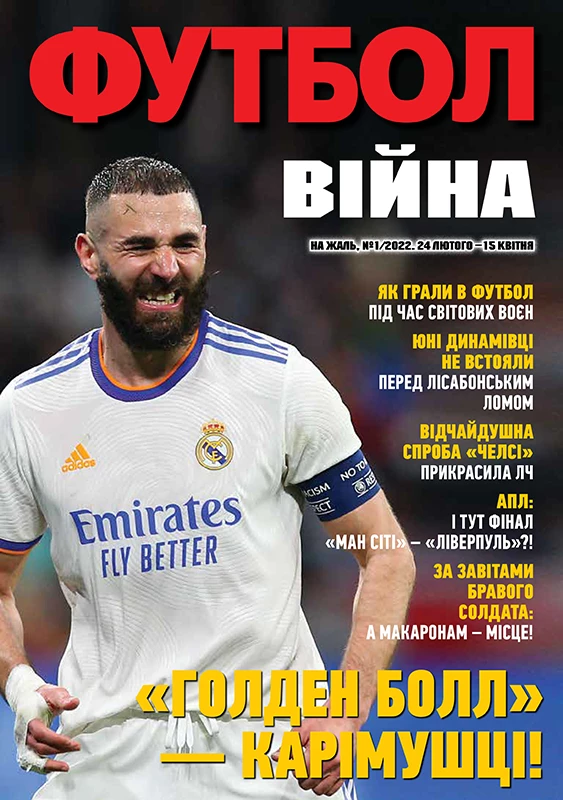 ФУТБОЛ
ВІЙНА
НА ЖАЛЬ, №1/2022. 24 ЛЮТОГО – 15 КВІТНЯ
ЯК ГРАЛИ В ФУТБОЛ
ПІД ЧАС СВІТОВИХ ВОЄН
ЮНІ ДИНАМІВЦІ
НЕ ВСТОЯЛИ
ПЕРЕД ЛІСАБОНСЬКИМ
ЛОМОМ
ВІДЧАЙДУШНА
СПРОБА «ЧЕЛСІ»
ПРИКРАСИЛА ЛЧ
АПЛ:
І ТУТ ФІНАЛ
«МАН СІТІ» – «ЛІВЕРПУЛЬ»?!
ЗА ЗАВІТАМИ
БРАВОГО
СОЛДАТА:
А МАКАРОНАМ – МІСЦЕ!
adidas
Emirates
FLY BETTER
NO TO
«ГОЛДЕН БОЛЛ»
— КАРІМУШЦІ!